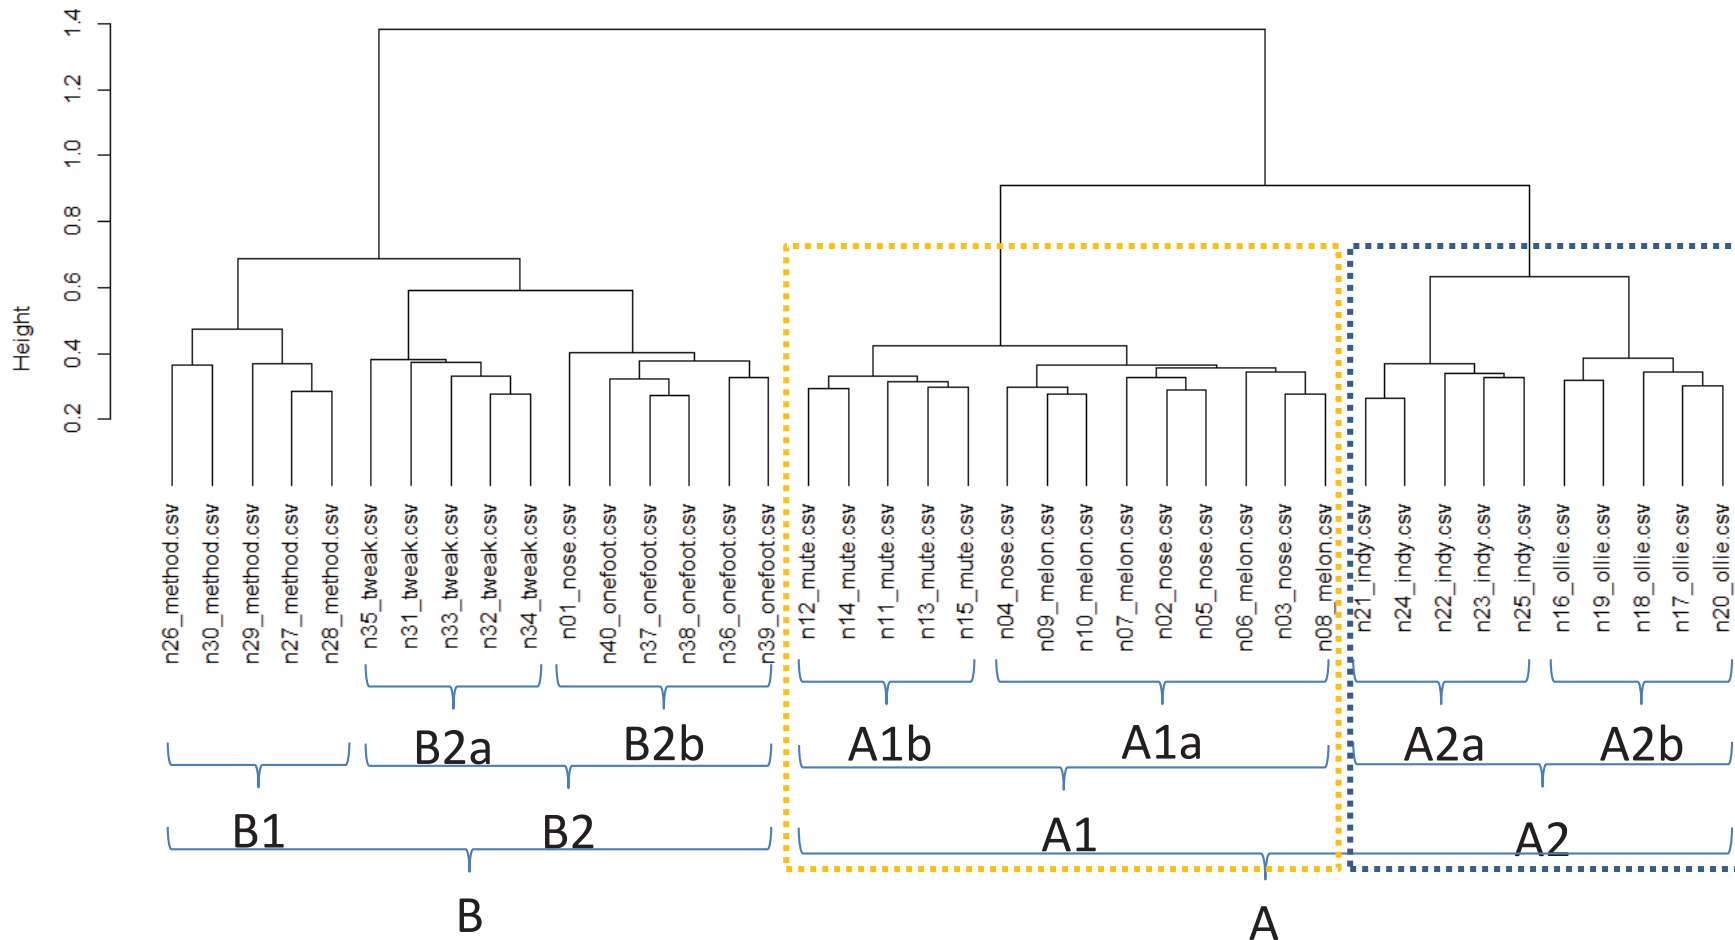 1.4
1.2
1.0
0.8
0.6
0.4
0.2
Height
n26_method.csv
n30_method.csv
n29_method.csv
n27_method.csv
n28_method.csv
n35_tweak.csv
n31_tweak.csv
n33_tweak.csv
n32_tweak.csv
n34_tweak.csv
n01_nose.csv
n40_onefoot.csv
n37_onefoot.csv
n38_onefoot.csv
n36_onefoot.csv
n39_onefoot.csv
n12_mute.csv
n14_mute.csv
n11_mute.csv
n13_mute.csv
n15_mute.csv
n04_nose.csv
n09_melon.csv
n10_melon.csv
n07_melon.csv
n02_nose.csv
n05_nose.csv
n06_melon.csv
n03_nose.csv
n08_melon.csv
n21_indy.csv
n24_indy.csv
n22_indy.csv
n23_indy.csv
n25_indy.csv
n16_ollie.csv
n19_ollie.csv
n18_ollie.csv
n17_ollie.csv
n20_ollie.csv
B2a B2b A1b A1a A2a A2b
B1 B2 A1 A2
B A